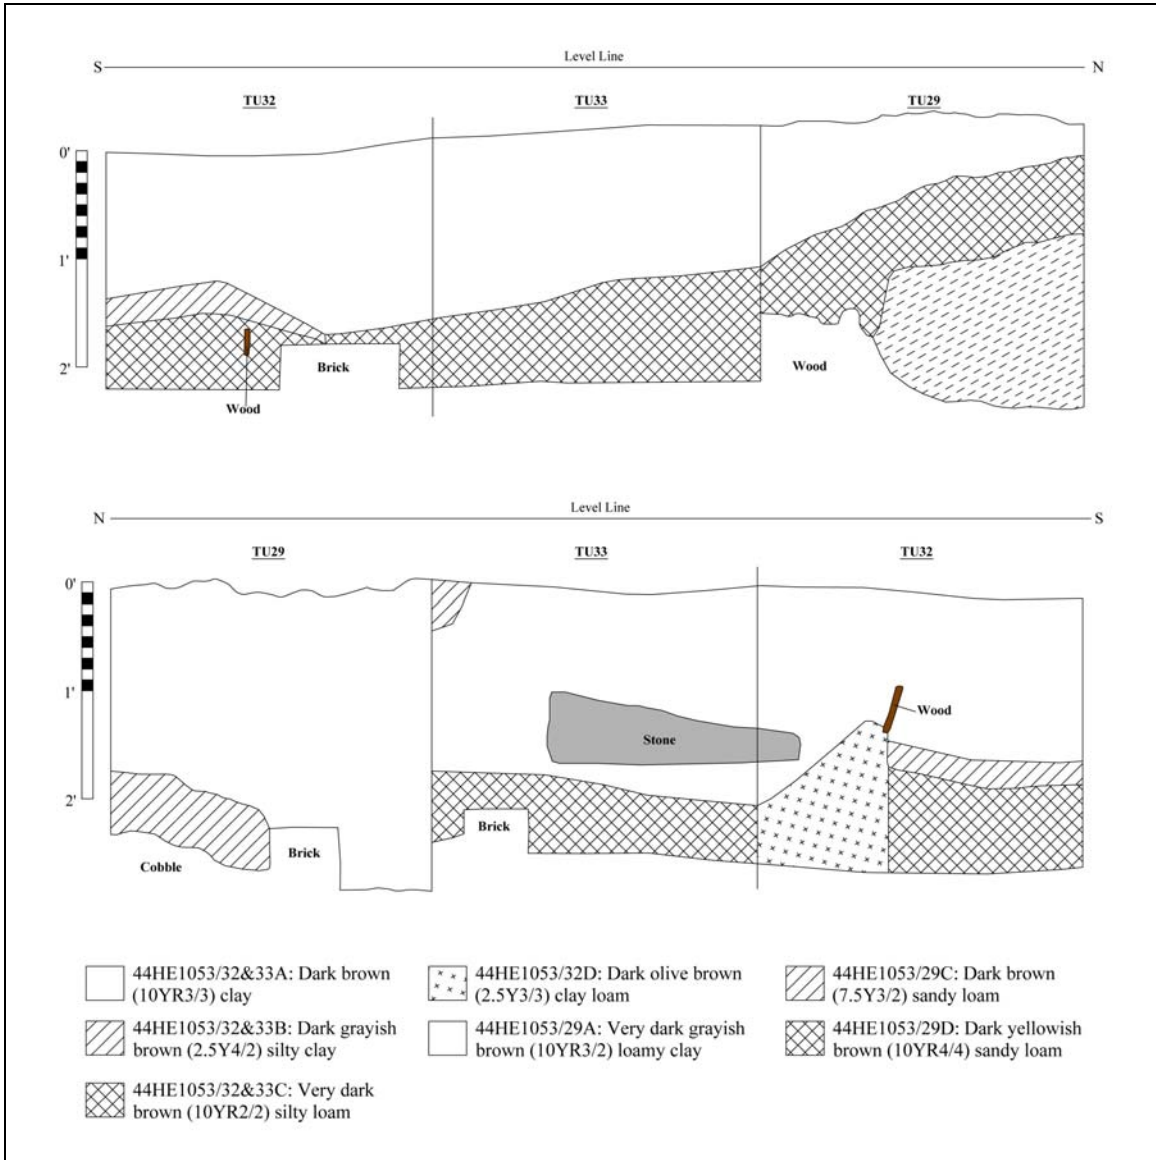 Level Line
S N
TU32 TU33 TU29
0'
1'
2'
Brick
Wood
Wood
Level Line
N S
TU29 TU33 TU32
0'
1'
2'
Wood
Stone
Brick
Brick
Cobble
44HE1053/32&33A: Dark brown
(10YR3/3) clay
44HE1053/32&33B: Dark grayish
brown (2.5Y4/2) silty clay
44HE1053/32&33C: Very dark
brown (10YR2/2) silty loam
44HE1053/32D: Dark olive brown
(2.5Y3/3) clay loam
44HE1053/29A: Very dark grayish
brown (10YR3/2) loamy clay
44HE1053/29C: Dark brown
(7.5Y3/2) sandy loam
44HE1053/29D: Dark yellowish
brown (10YR4/4) sandy loam